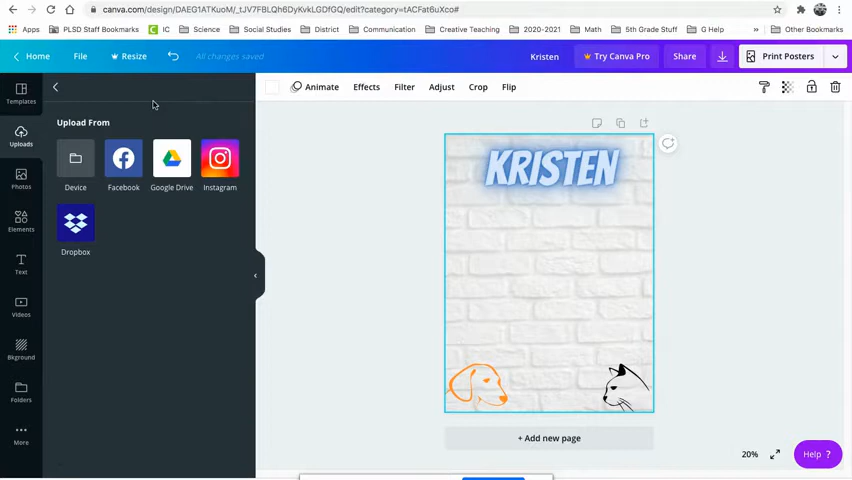 canva.com/design/DAEG1ATKuoM/_tJV7FBLQh6DyKvkLGDfGQ/edit?category=tACFat6uXco#
Apps
PLSD Staff Bookmarks
IC
Science
Social Studies
District
Communication
Creative Teaching
2020-2021
Math
5th Grade Stuff
G Help
»
Other Bookmarks
Home
File
Resize
All changes saved
Kristen
Try Canva Pro
Share
Print Posters
Templates
Uploads
Photos
Elements
Text
Videos
Bkground
Folders
More
Upload From
Device
Facebook
Google Drive
Instagram
Dropbox
Animate
Effects
Filter
Adjust
Crop
Flip
KRISTEN
+ Add new page
20%
Help ?